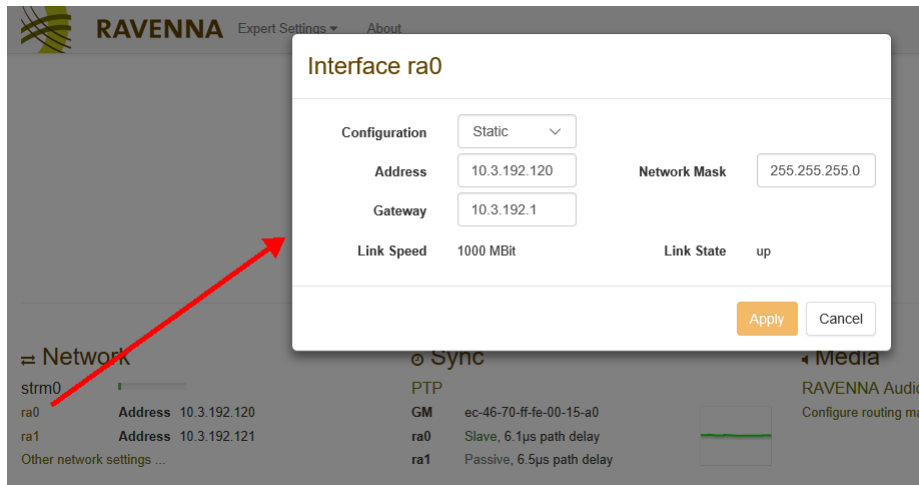 RAVENNA Expert Settings About
Interface ra0
Configuration Static
Address 10.3.192.120 Network Mask 255.255.255.0
Gateway 10.3.192.1
Link Speed 1000 MBit Link State up
Apply Cancel
Network Sync Media
strm0 PTP RAVENNA Audio
ra0 Address 10.3.192.120 GM ec-46-70-ff-fe-00-15-a0 Configure routing ma
ra1 Address 10.3.192.121 ra0 Slave, 6.1µs path delay
Other network settings ... ra1 Passive, 6.5µs path delay